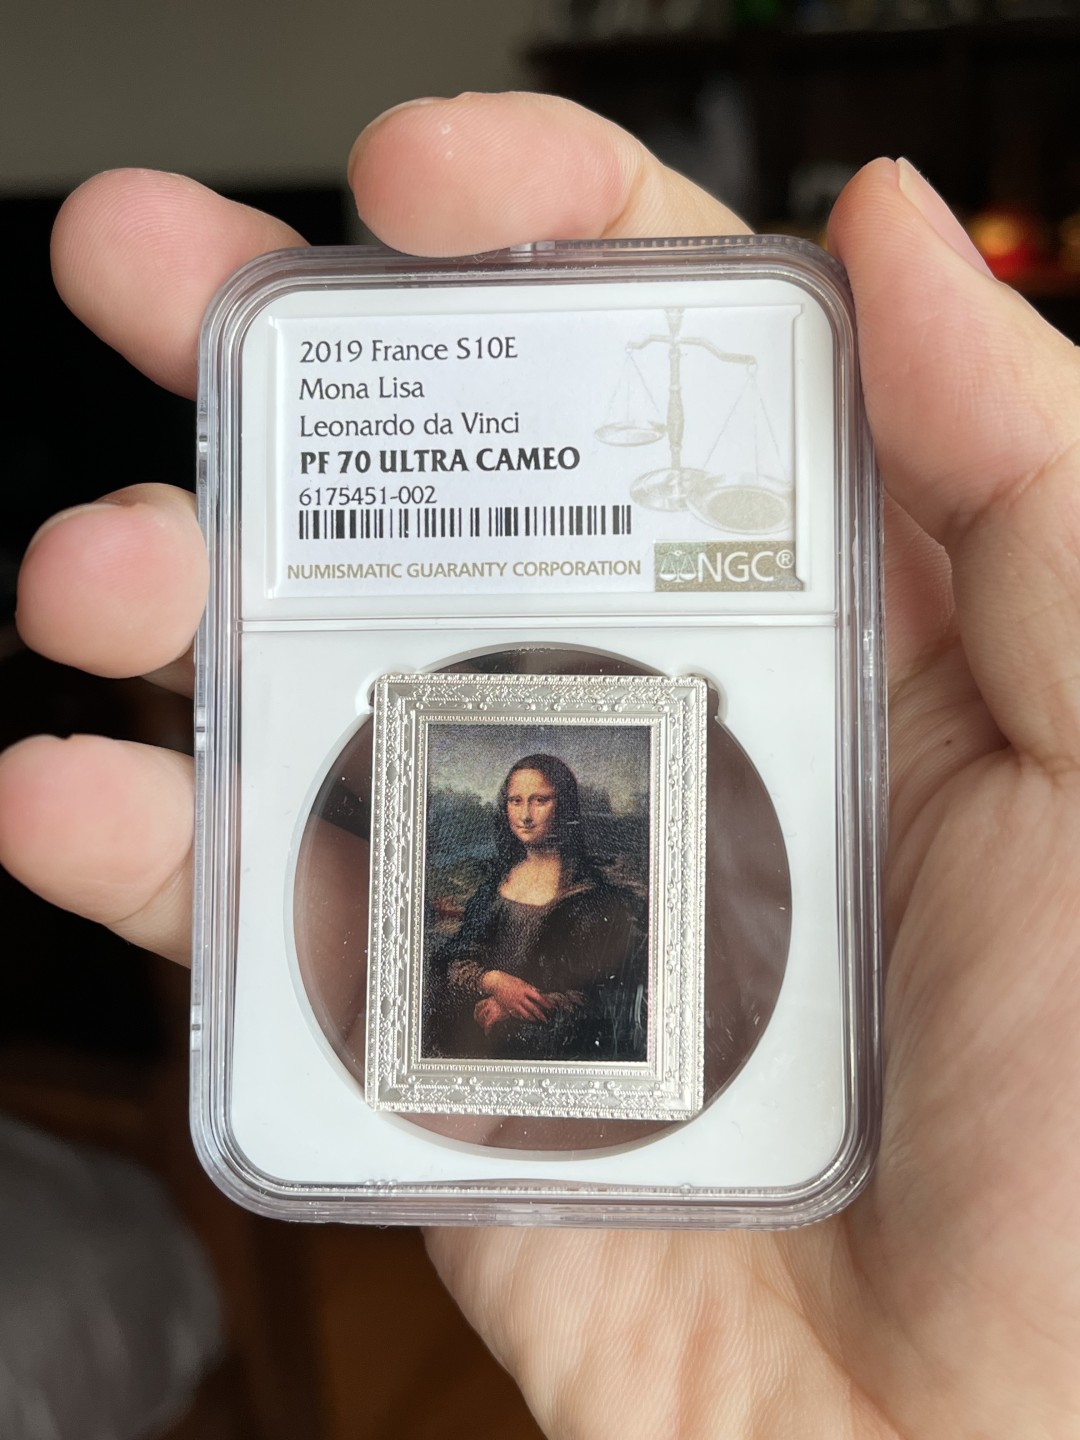 2019 France S10E
Mona Lisa
Leonardo da Vinci
PF 70 ULTRA CAMEO
6175451-002
NUMISMATIC GUARANTY CORPORATION NGC®